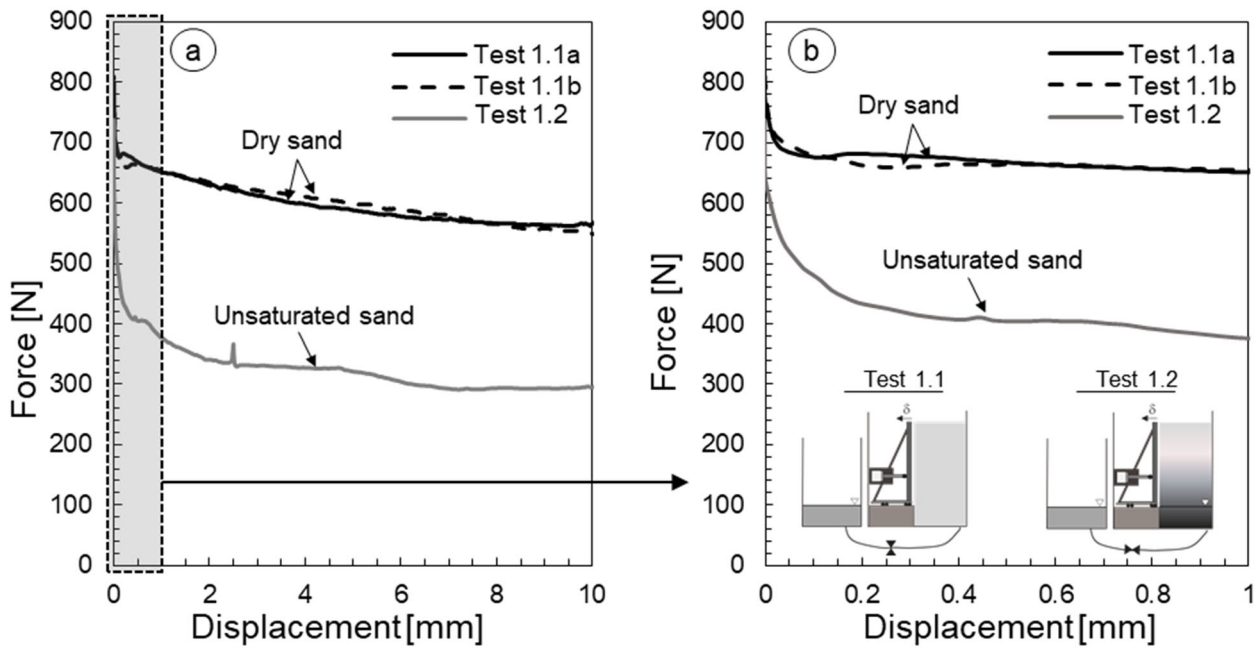 900
800
700
600
500
400
300
200
100
0
Force [N]
a
Test 1.1a
Test 1.1b
Test 1.2
Dry sand
Unsaturated sand
0 2 4 6 8 10
Displacement [mm]
900
800
700
600
500
400
300
200
100
0
Force [N]
b
Test 1.1a
Test 1.1b
Test 1.2
Dry sand
Unsaturated sand
Test 1.1 Test 1.2
δ δ
0 0.2 0.4 0.6 0.8 1
Displacement [mm]